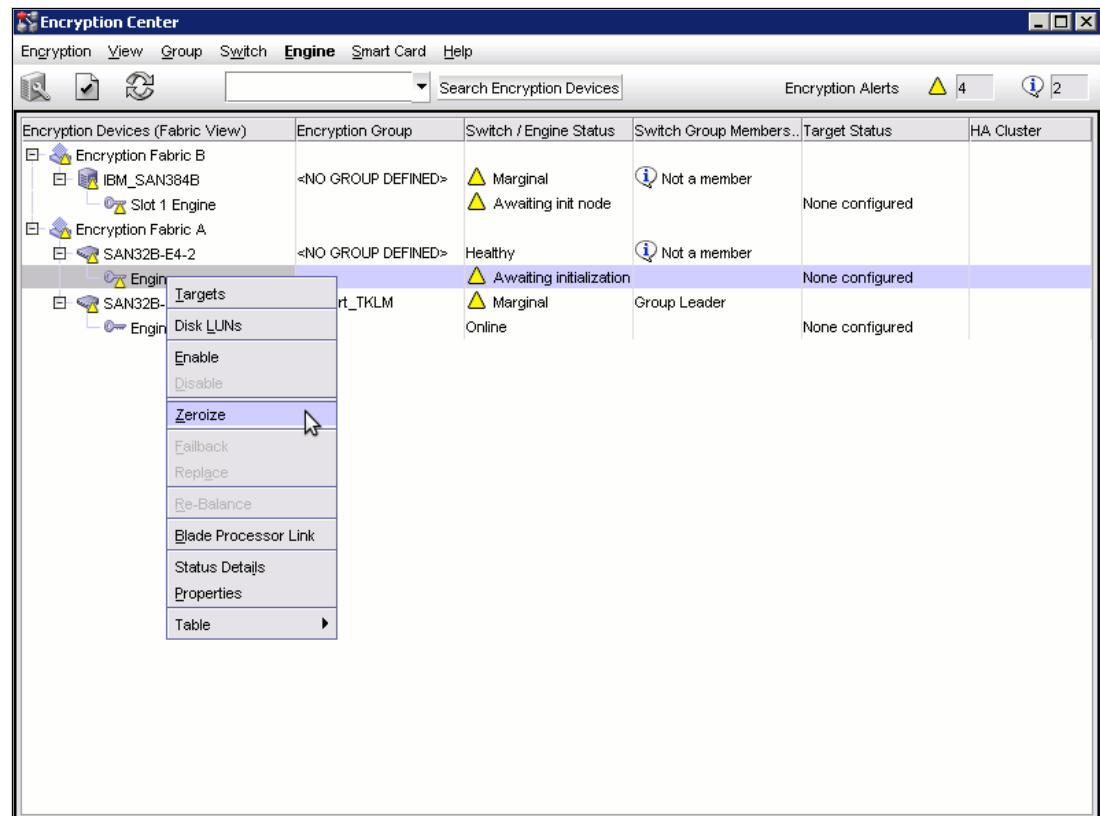 Encryption Center
Encryption View Group Switch Engine Smart Card Help
Search Encryption Devices Encryption Alerts 4 2
Encryption Devices (Fabric View) Encryption Group Switch / Engine Status Switch Group Members... Target Status HA Cluster
Encryption Fabric B
IBM_SAN384B <NO GROUP DEFINED> Marginal Not a member
Slot 1 Engine Awaiting init node None configured
Encryption Fabric A
SAN32B-E4-2 <NO GROUP DEFINED> Healthy Not a member
Engin Awaiting initialization None configured
SAN32B- rt_TKLM Marginal Group Leader
Engin Online None configured
Targets
Disk LUNs
Enable
Disable
Zeroize
Failback
Replace
Re-Balance
Blade Processor Link
Status Details
Properties
Table